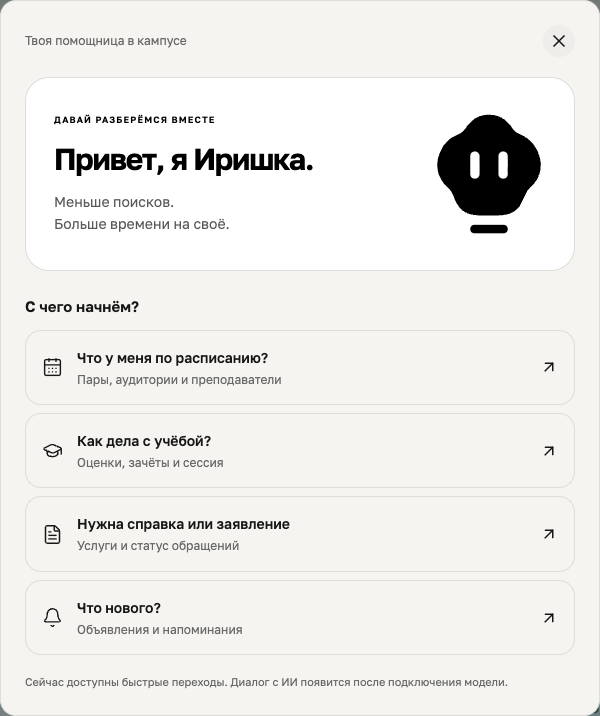 Твоя помощница в кампусе
ДАВАЙ РАЗБЕРЁМСЯ ВМЕСТЕ
Привет, я Иришка.
Меньше поисков.
Больше времени на своё.
С чего начнём?
Что у меня по расписанию?
Пары, аудитории и преподаватели
Как дела с учёбой?
Оценки, зачёты и сессия
Нужна справка или заявление
Услуги и статус обращений
Что нового?
Объявления и напоминания
Сейчас доступны быстрые переходы. Диалог с ИИ появится после подключения модели.